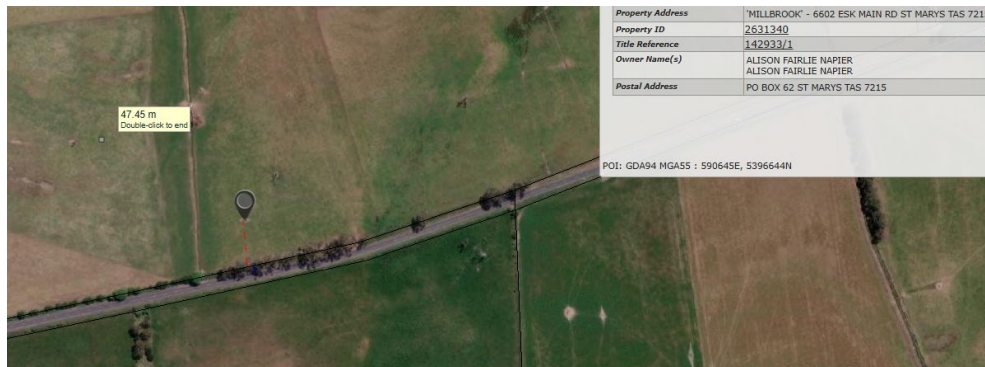 Property Address 'MILLBROOK' - 6602 ESK MAIN RD ST MARYS TAS 721
Property ID 2631340
Title Reference 142933/1
Owner Name(s) ALISON FAIRLIE NAPIER
ALISON FAIRLIE NAPIER
Postal Address PO BOX 62 ST MARYS TAS 7215
47.45 m
Double-click to end
POI: GDA94 MGA55 : 590645E, 5396644N